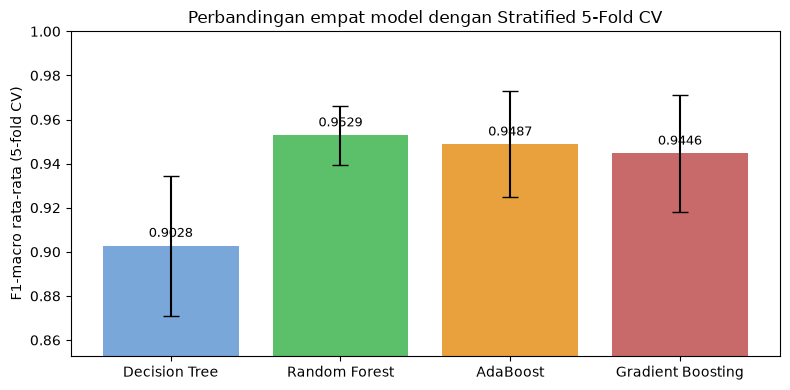 Perbandingan empat model dengan Stratified 5-Fold CV
F1-macro rata-rata (5-fold CV)
1.00
0.98
0.96
0.94
0.92
0.90
0.88
0.86
0.9028
0.9529
0.9487
0.9446
Decision Tree
Random Forest
AdaBoost
Gradient Boosting